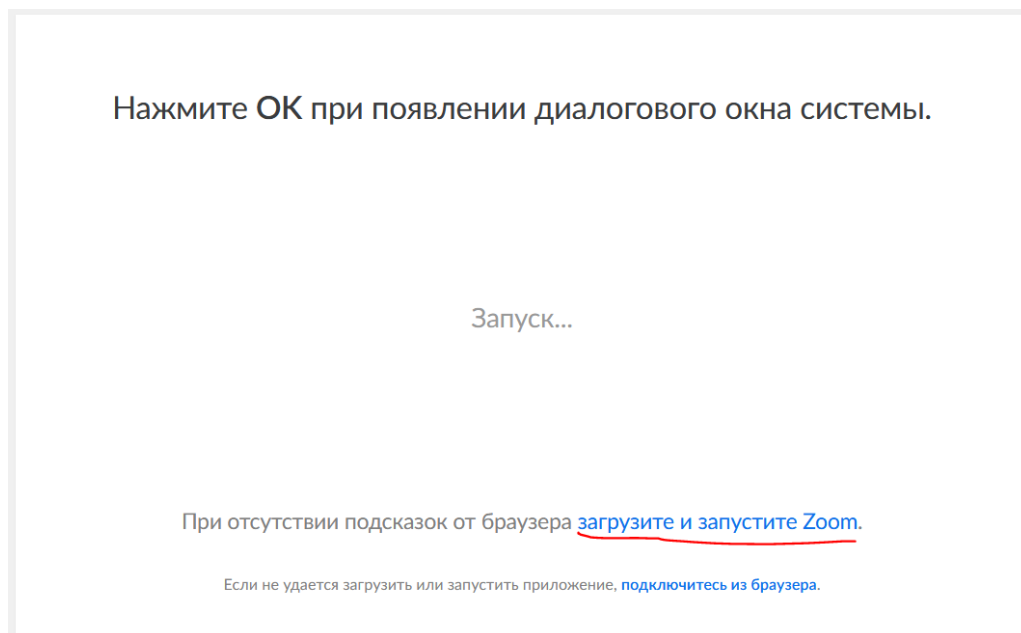 Нажмите OK при появлении диалогового окна системы.
Запуск...
При отсутствии подсказок от браузера загрузите и запустите Zoom.
Если не удается загрузить или запустить приложение, подключитесь из браузера.